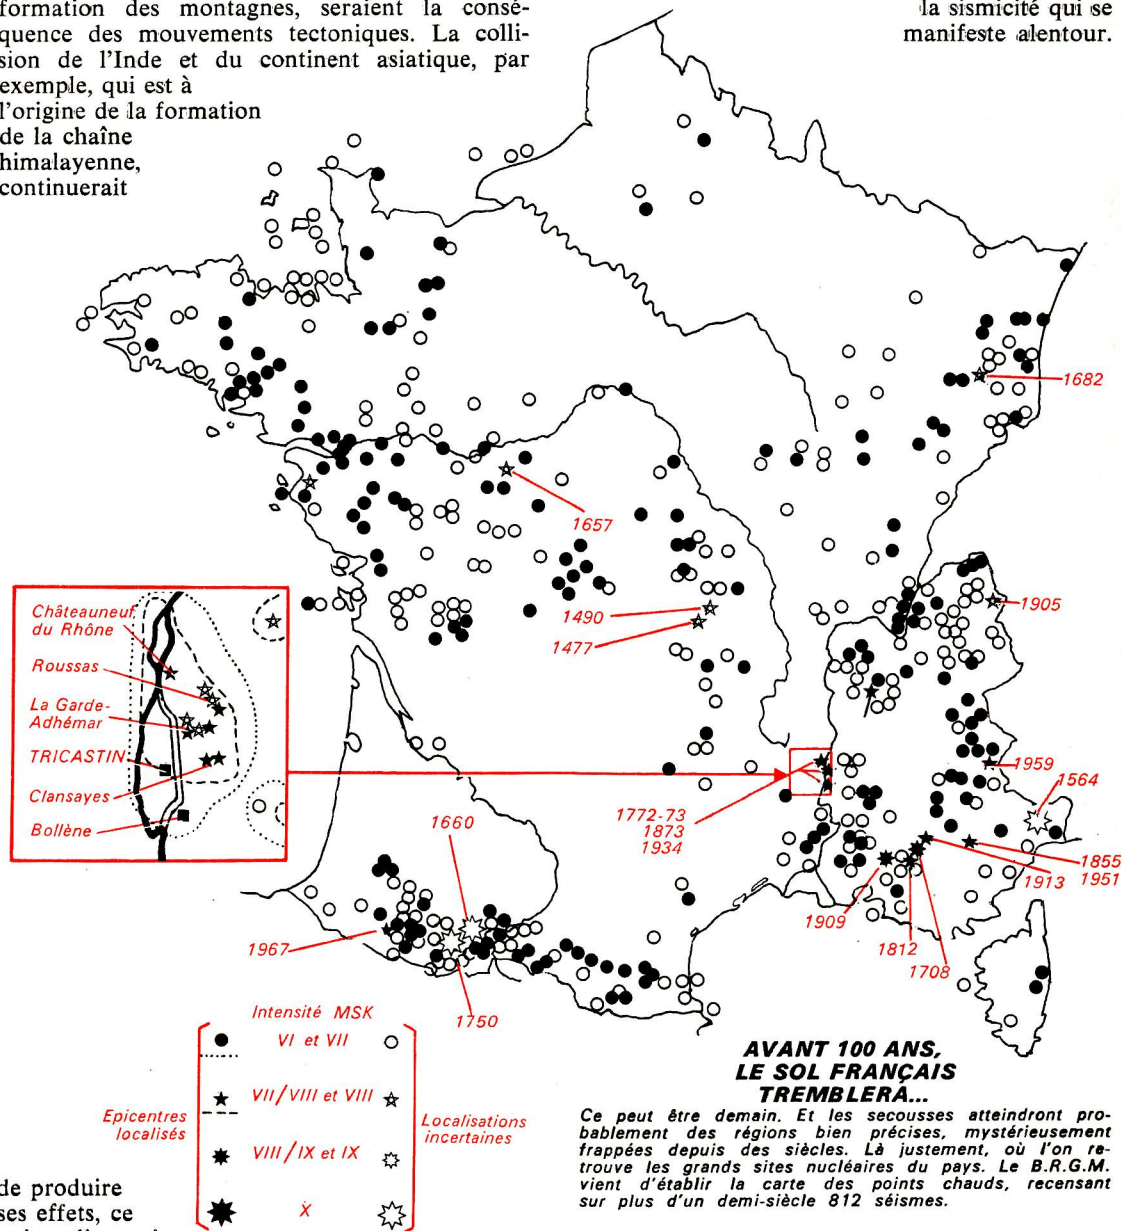 formation des montagnes, seraient la consé-
quence des mouvements tectoniques. La colli-
sion de l'Inde et du continent asiatique, par
exemple, qui est à
l'origine de la formation
de la chaîne
himalayenne,
continuerait
la sismicité qui se
manifeste alentour.
1682
1657
1490
1477
1905
1959
1564
1772-73
1873
1934
1855
1951
1913
1909
1812
1708
1660
1967
1750
Châteauneuf
du Rhône
Roussas
La Garde-
Adhémar
TRICASTIN
Clansayes
Bollène
Intensité MSK
VI et VII
VII/VIII et VIII
VIII/IX et IX
X
Epicentres
localisés
Localisations
incertaines
AVANT 100 ANS,
LE SOL FRANÇAIS
TREMBLERA...
Ce peut être demain. Et les secousses atteindront pro-
bablement des régions bien précises, mystérieusement
frappées depuis des siècles. Là justement, où l'on re-
trouve les grands sites nucléaires du pays. Le B.R.G.M.
vient d'établir la carte des points chauds, recensant
sur plus d'un demi-siècle 812 séismes.
de produire
ses effets, ce